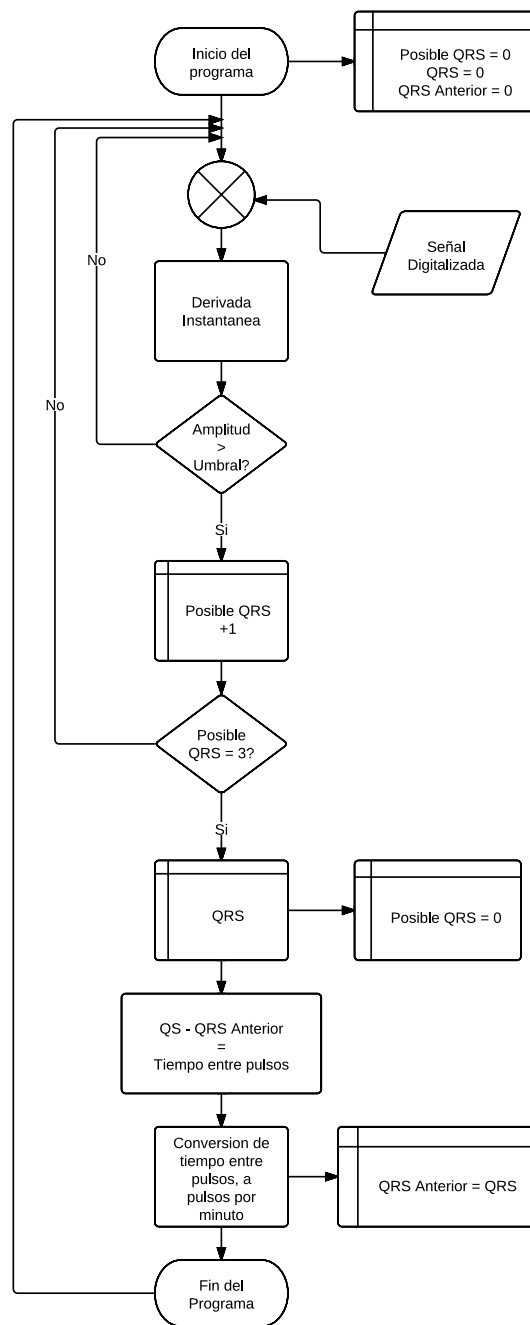 Inicio del
programa
Posible QRS = 0
QRS = 0
QRS Anterior = 0
Señal
Digitalizada
No
Derivada
Instantanea
No
Amplitud
>
Umbral?
Si
Posible QRS
+1
Posible
QRS = 3?
Si
QRS
Posible QRS = 0
QS - QRS Anterior
=
Tiempo entre pulsos
Conversion de
tiempo entre
pulsos, a
pulsos por
minuto
QRS Anterior = QRS
Fin del
Programa